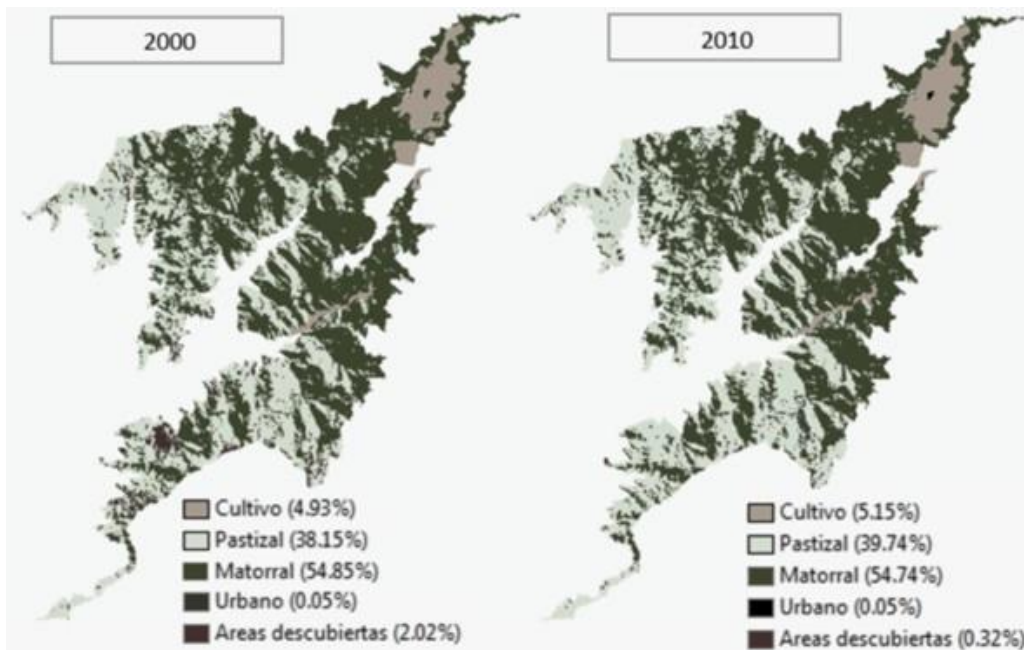 2000
2010
Cultivo (4.93%)
Pastizal (38.15%)
Matorral (54.85%)
Urbano (0.05%)
Areas descubiertas (2.02%)
Cultivo (5.15%)
Pastizal (39.74%)
Matorral (54.74%)
Urbano (0.05%)
Areas descubiertas (0.32%)